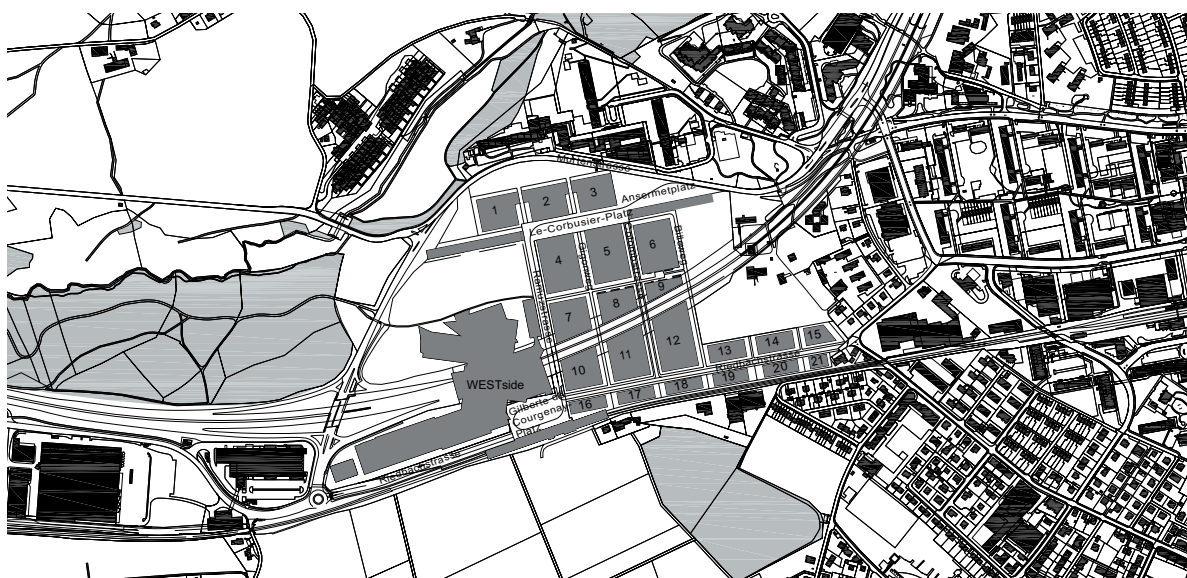 1
2
3
Ansermetplatz
Le-Corbusier-Platz
4
5
6
7
8
9
10
11
12
13
14
15
WESTside
Gilberte de
Courgenay
Platz
16
17
18
19
20
21
Riedbachstrasse
Riedbachstrasse